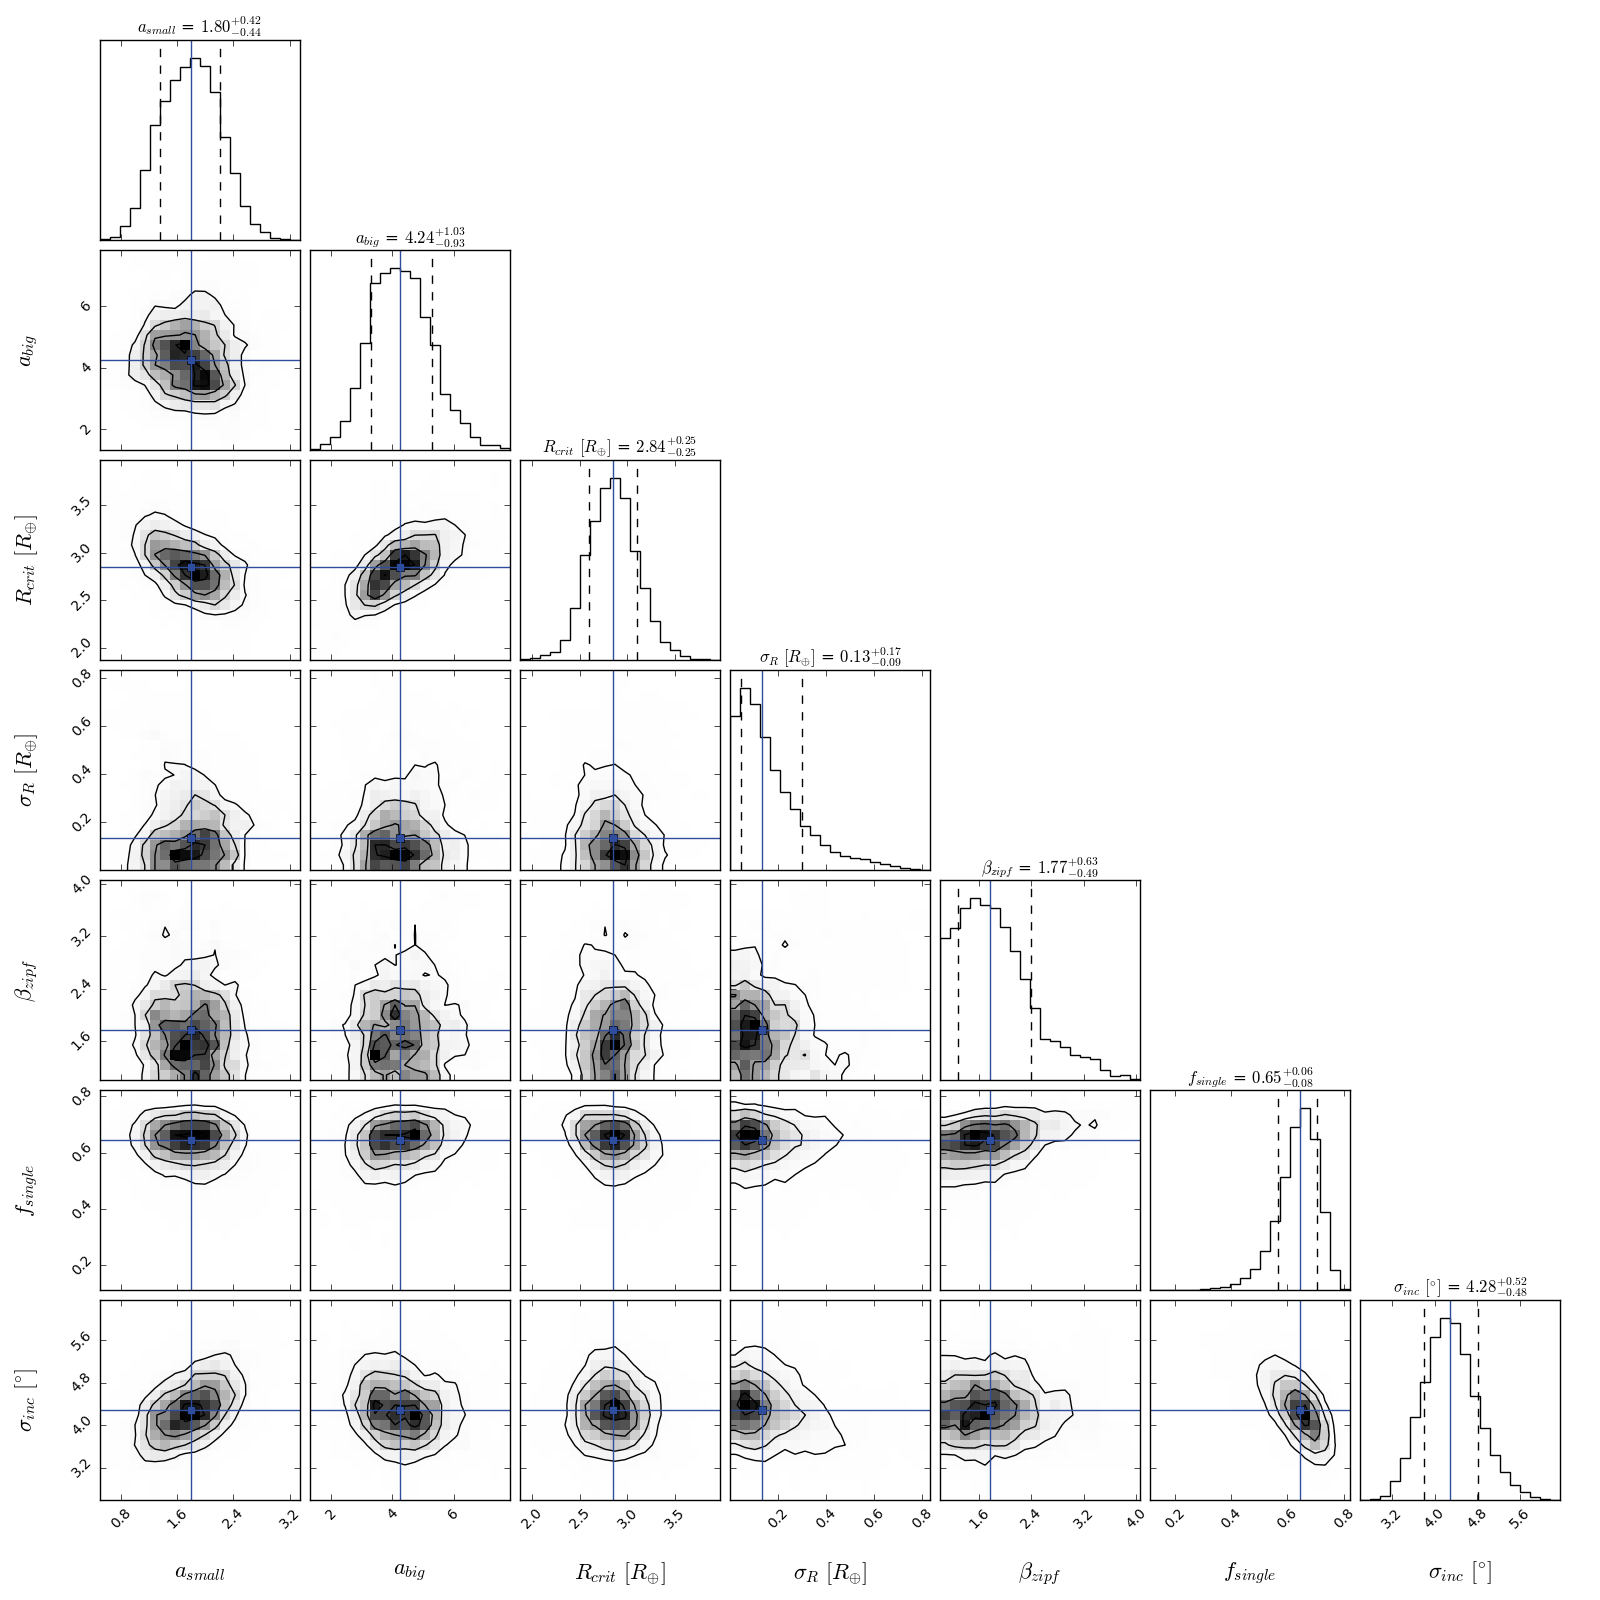 a_small = 1.80 +0.42 −0.44
a_big = 4.24 +1.03 −0.93
6
4
2
a_big
R_crit [R⊕] = 2.84 +0.25 −0.25
3.5
3.0
2.5
2.0
R_crit [R⊕]
σ_R [R⊕] = 0.13 +0.17 −0.09
0.8
0.6
0.4
0.2
σ_R [R⊕]
β_zipf = 1.77 +0.63 −0.49
4.0
3.2
2.4
1.6
β_zipf
f_single = 0.65 +0.06 −0.08
0.8
0.6
0.4
0.2
f_single
σ_inc [°] = 4.28 +0.52 −0.48
5.6
4.8
4.0
3.2
σ_inc [°]
0.8 1.6 2.4 3.2 2 4 6 2.0 2.5 3.0 3.5 0.2 0.4 0.6 0.8 1.6 2.4 3.2 4.0 0.2 0.4 0.6 0.8 3.2 4.0 4.8 5.6
a_small a_big R_crit [R⊕] σ_R [R⊕] β_zipf f_single σ_inc [°]